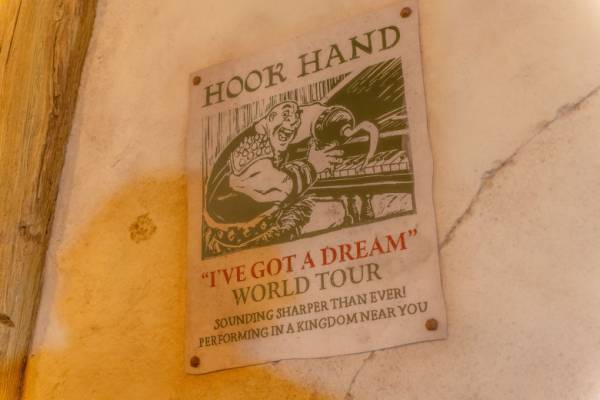 HOOK HAND
"I'VE GOT A DREAM"
WORLD TOUR
SOUNDING SHARPER THAN EVER!
PERFORMING IN A KINGDOM NEAR YOU